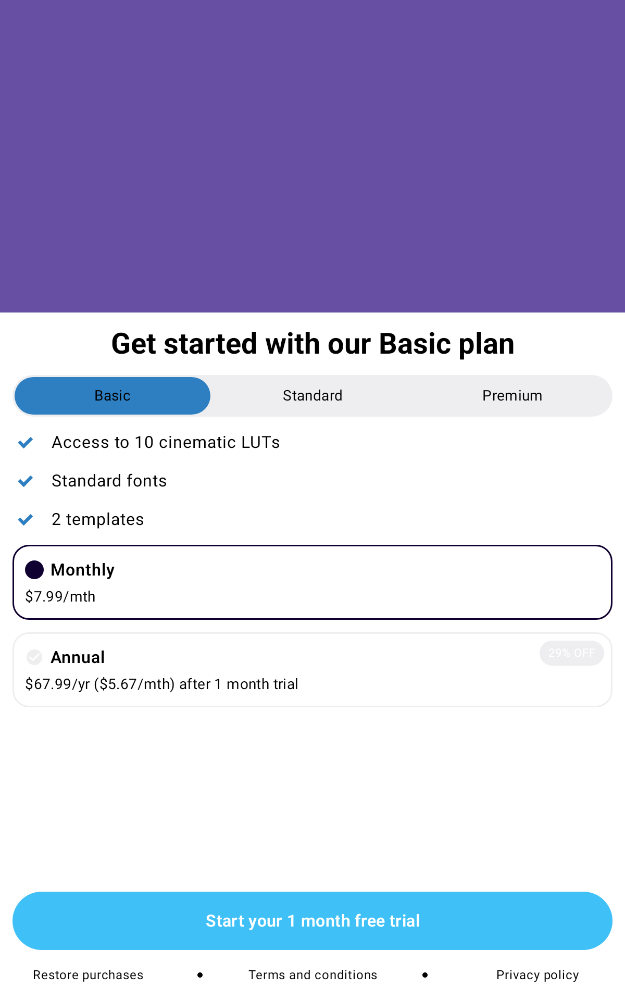 Get started with our Basic plan
Basic Standard Premium
Access to 10 cinematic LUTs
Standard fonts
2 templates
Monthly
$7.99/mth
Annual
29% OFF
$67.99/yr ($5.67/mth) after 1 month trial
Start your 1 month free trial
Restore purchases • Terms and conditions • Privacy policy